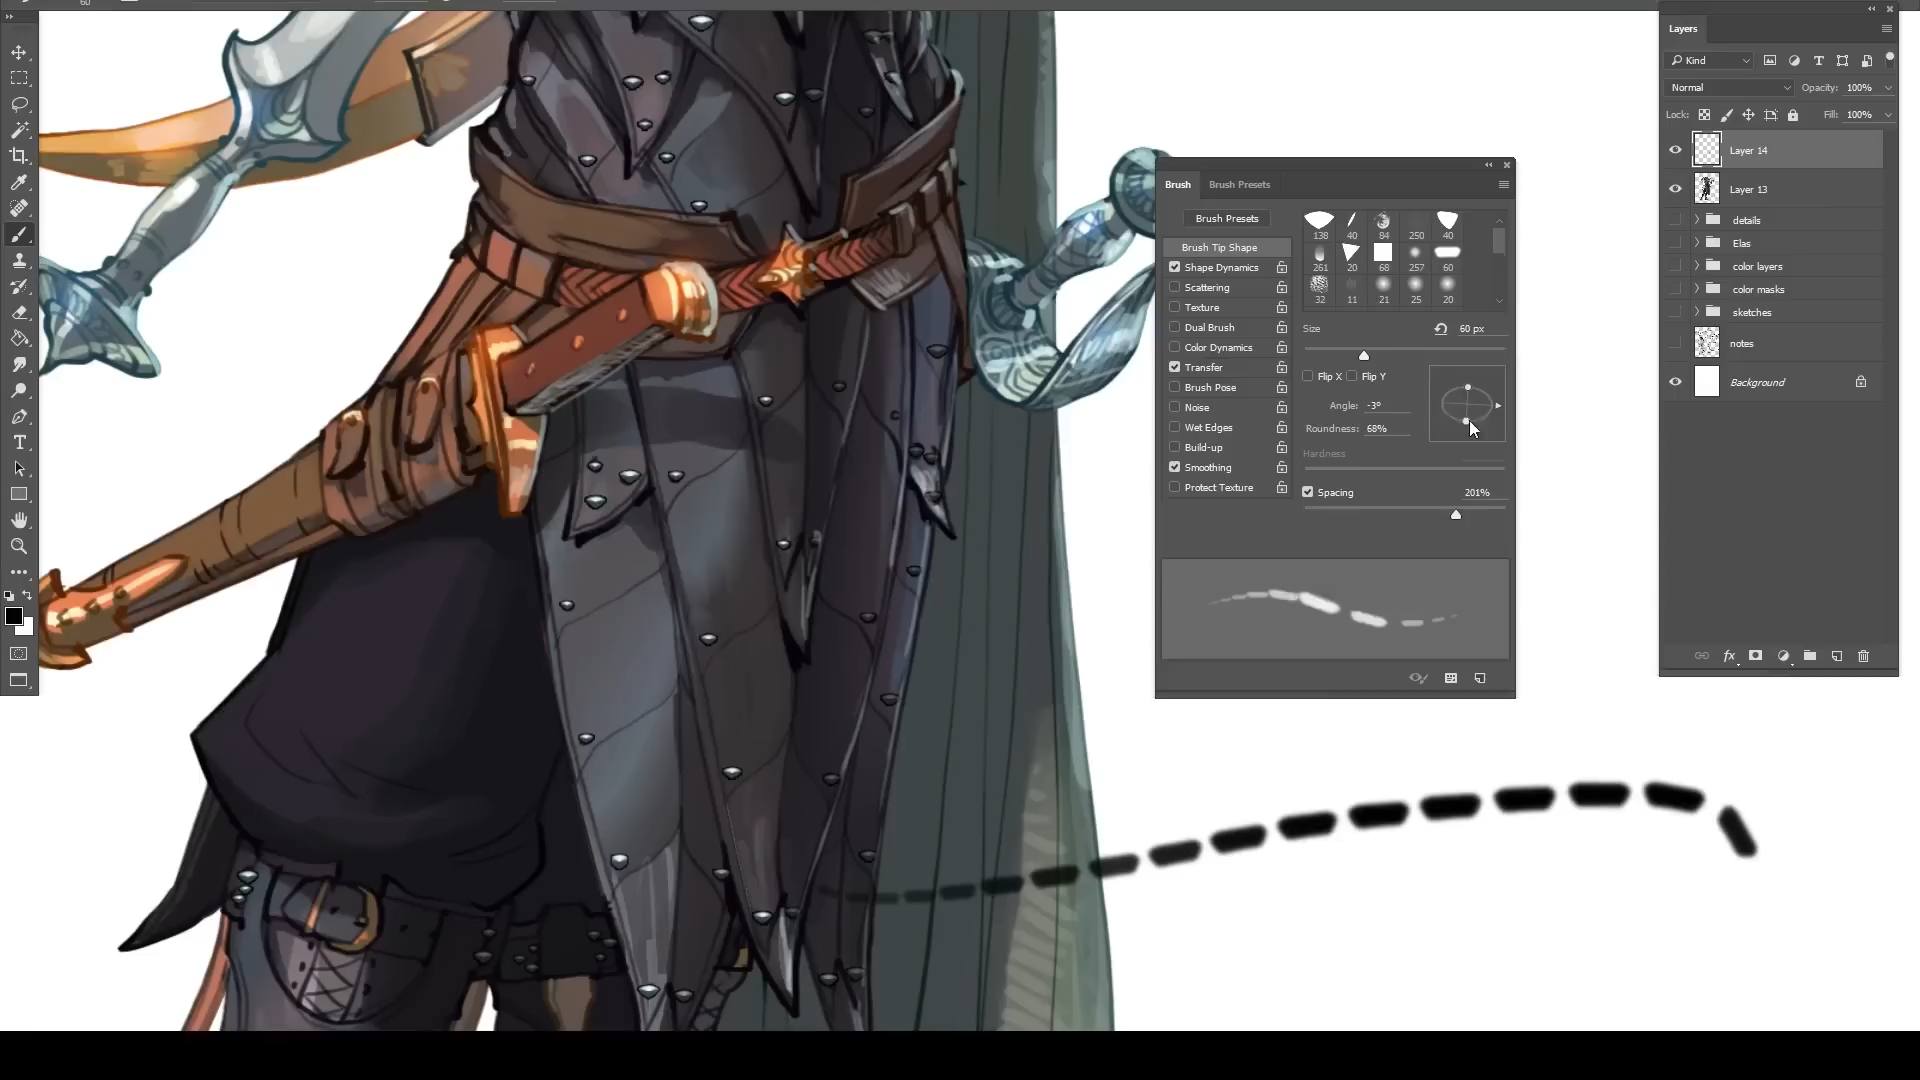 60
Layers
Kind
Normal
Opacity: 100%
Lock:
Fill: 100%
Layer 14
Layer 13
details
Elas
color layers
color masks
sketches
notes
Background
Brush
Brush Presets
Brush Presets
Brush Tip Shape
Shape Dynamics
Scattering
Texture
Dual Brush
Color Dynamics
Transfer
Brush Pose
Noise
Wet Edges
Build-up
Smoothing
Protect Texture
138 40 84 250 40
261 20 68 257 60
32 11 21 25 20
Size 60 px
Flip X Flip Y
Angle: -3º
Roundness: 68%
Hardness
Spacing 201%